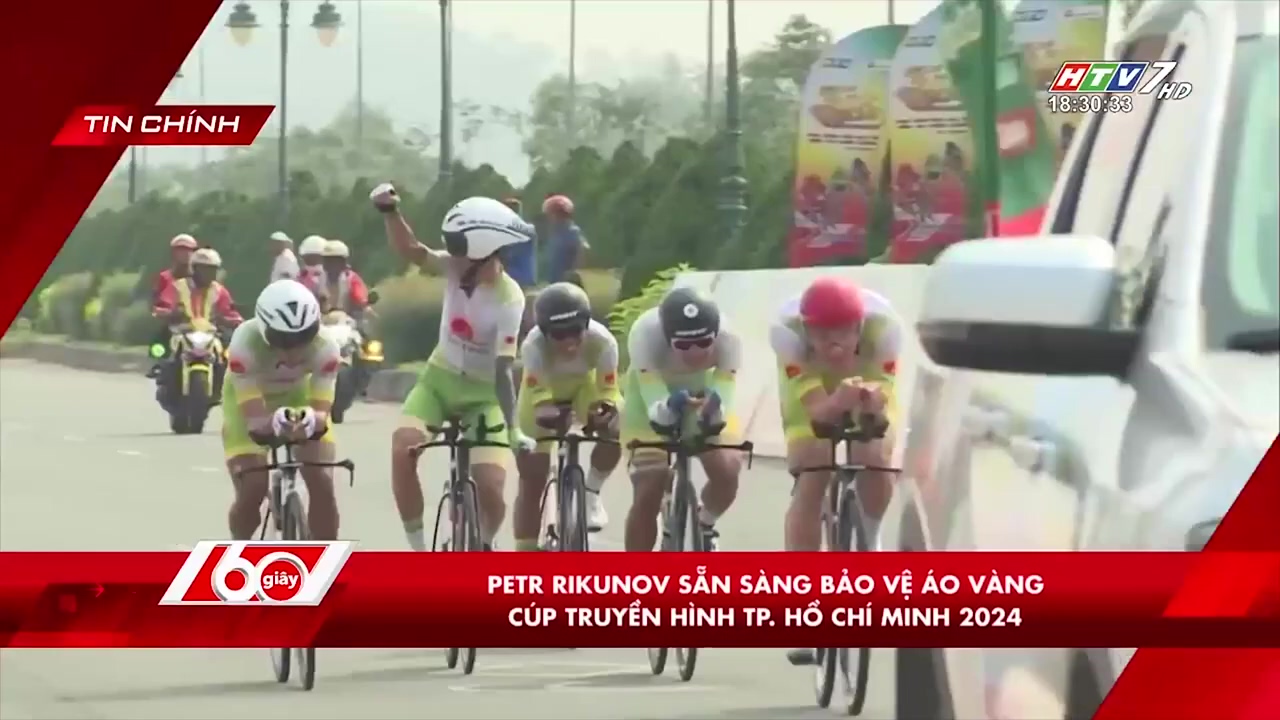 TIN CHÍNH
HTV7 HD
18:30:33
60 giây
PETR RIKUNOV SẴN SÀNG BẢO VỆ ÁO VÀNG
CÚP TRUYỀN HÌNH TP. HỒ CHÍ MINH 2024